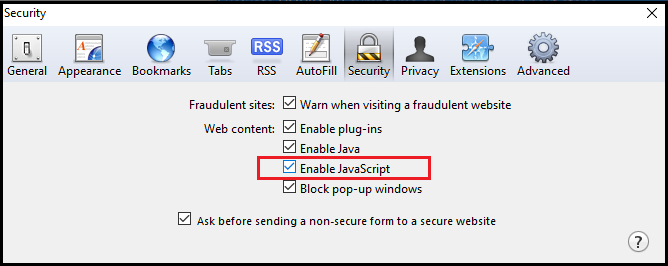 Security
RSS
General Appearance Bookmarks Tabs RSS AutoFill Security Privacy Extensions Advanced
Fraudulent sites: Warn when visiting a fraudulent website
Web content: Enable plug-ins
Enable Java
Enable JavaScript
Block pop-up windows
Ask before sending a non-secure form to a secure website
?